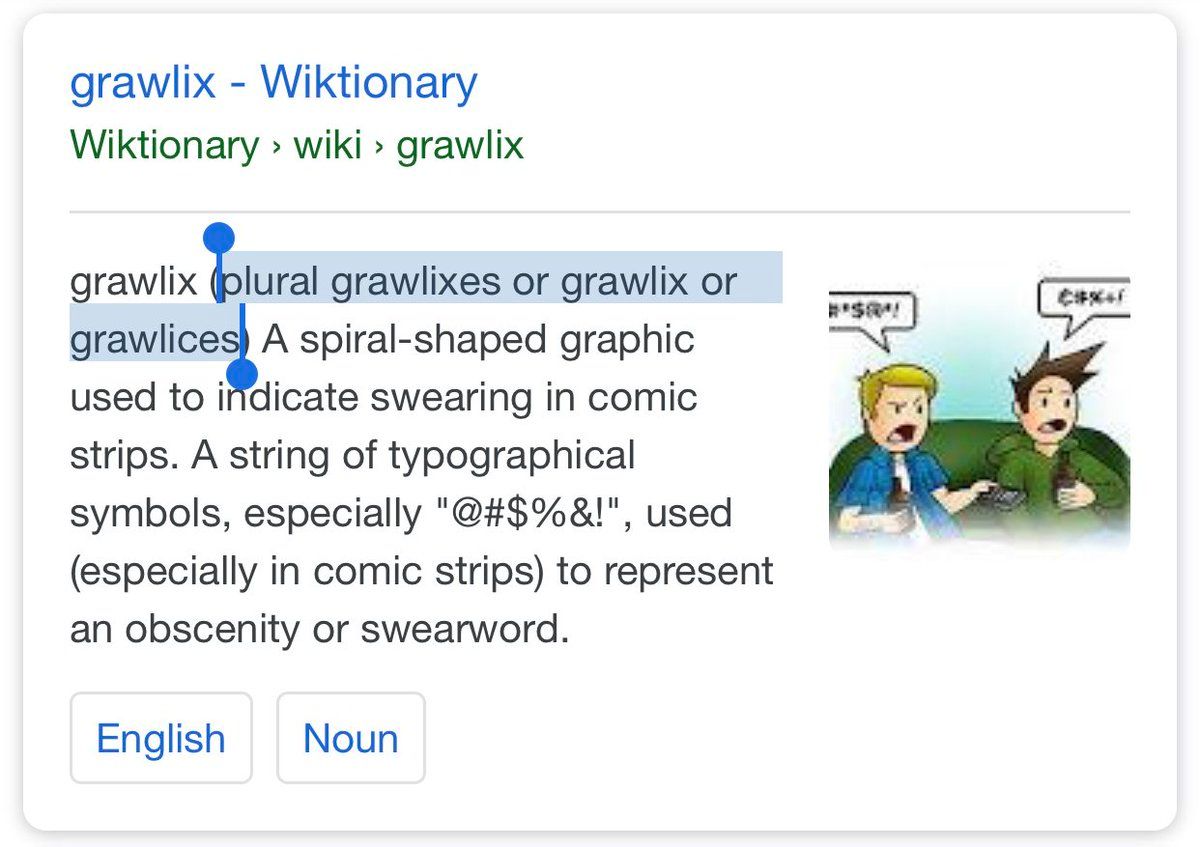 grawlix - Wiktionary
Wiktionary › wiki › grawlix
grawlix (plural grawlixes or grawlix or
grawlices) A spiral-shaped graphic
used to indicate swearing in comic
strips. A string of typographical
symbols, especially "@#$%&!", used
(especially in comic strips) to represent
an obscenity or swearword.
#*$@*!
¢#%+/
English
Noun